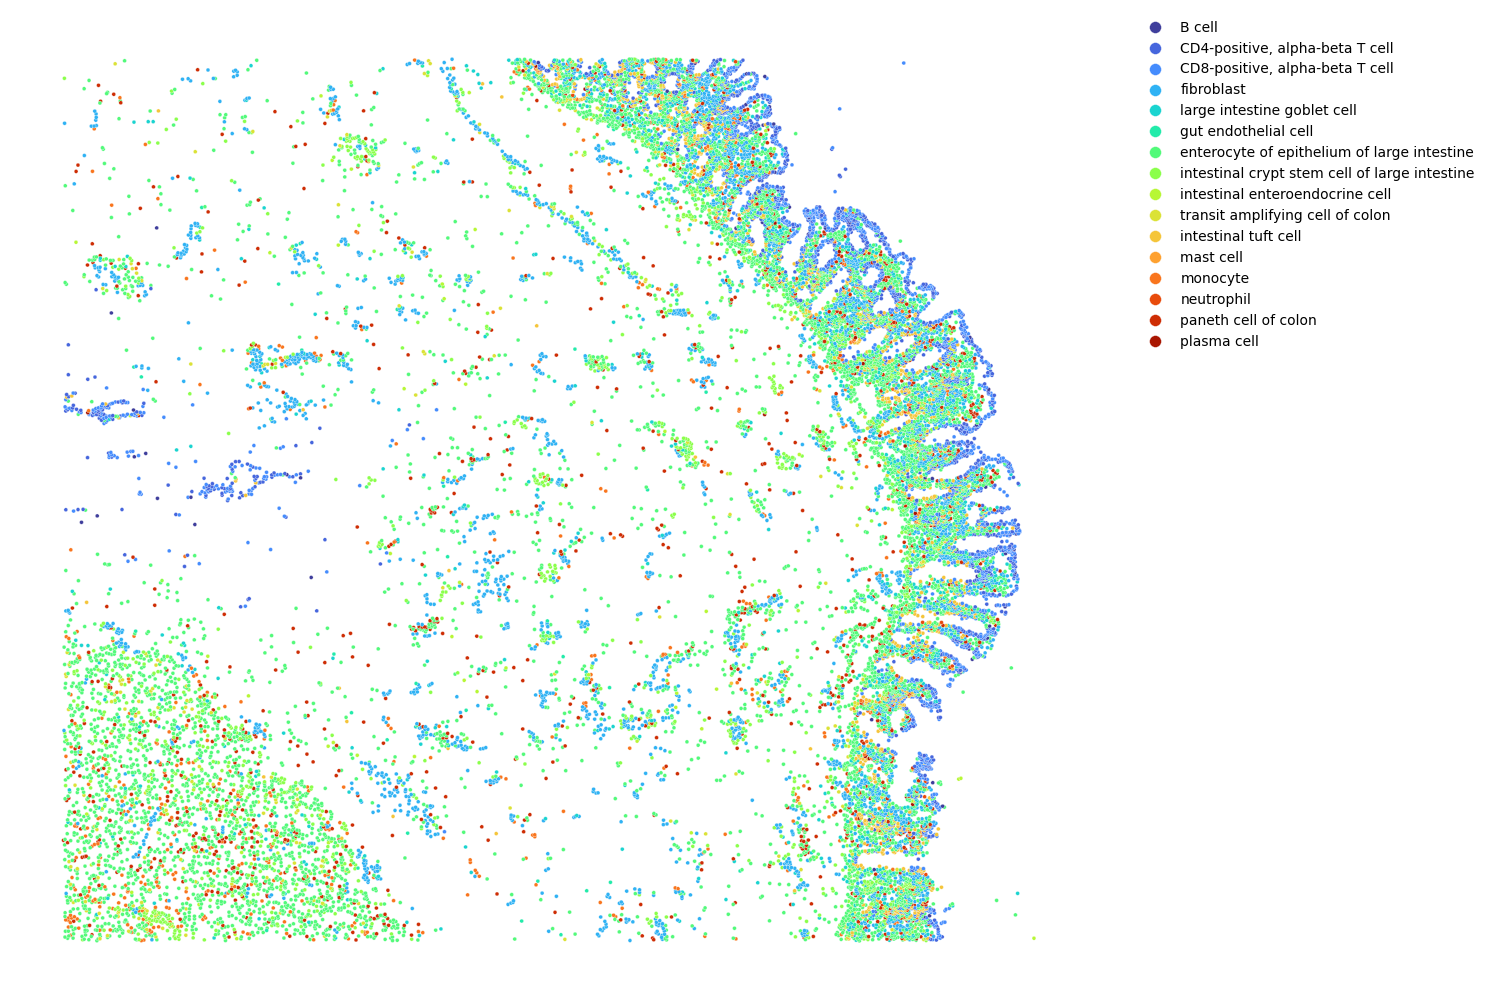 B cell
CD4-positive, alpha-beta T cell
CD8-positive, alpha-beta T cell
fibroblast
large intestine goblet cell
gut endothelial cell
enterocyte of epithelium of large intestine
intestinal crypt stem cell of large intestine
intestinal enteroendocrine cell
transit amplifying cell of colon
intestinal tuft cell
mast cell
monocyte
neutrophil
paneth cell of colon
plasma cell